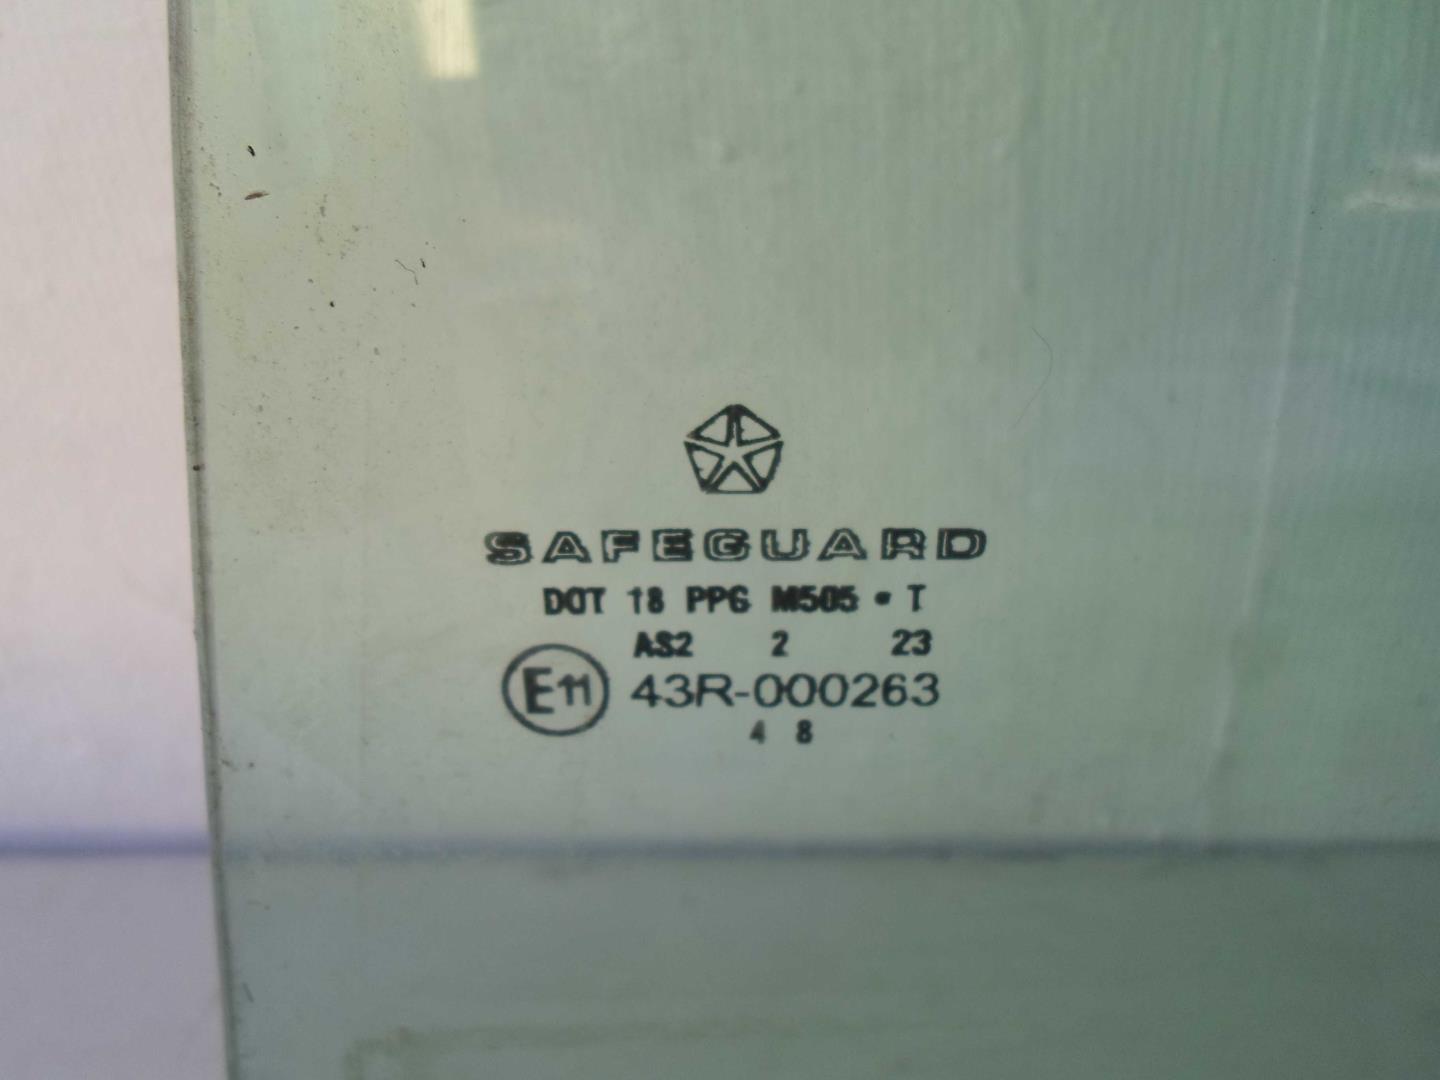 SAFEGUARD
DOT 18 PPG M505 • T
AS2 2 23
E11 43R-000263
4 8